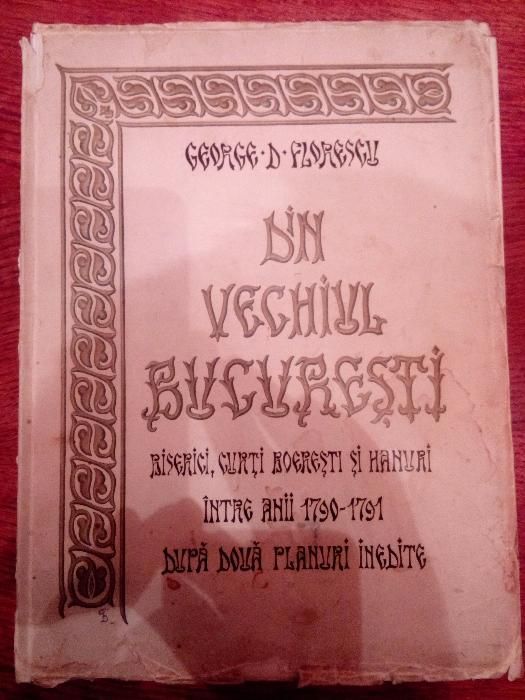 GEORGE·D·FLORESCU
DIN
VECHIUL
BUCUREȘTI
BISERICI, CURȚI BOEREȘTI ȘI HANURI
ÎNTRE ANII 1790-1791
DUPĂ DOUĂ PLANURI INEDITE